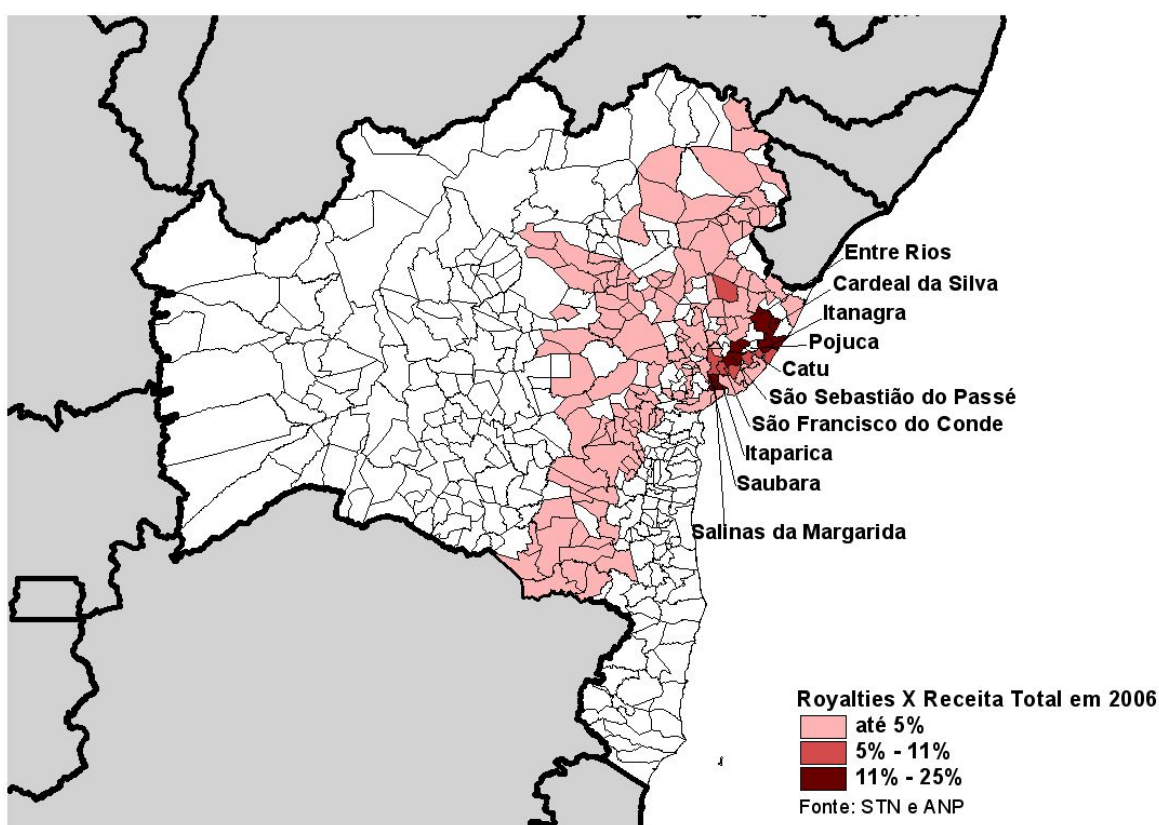 Entre Rios
Cardeal da Silva
Itanagra
Pojuca
Catu
São Sebastião do Passé
São Francisco do Conde
Itaparica
Saubara
Salinas da Margarida
Royalties X Receita Total em 2006
até 5%
5% - 11%
11% - 25%
Fonte: STN e ANP